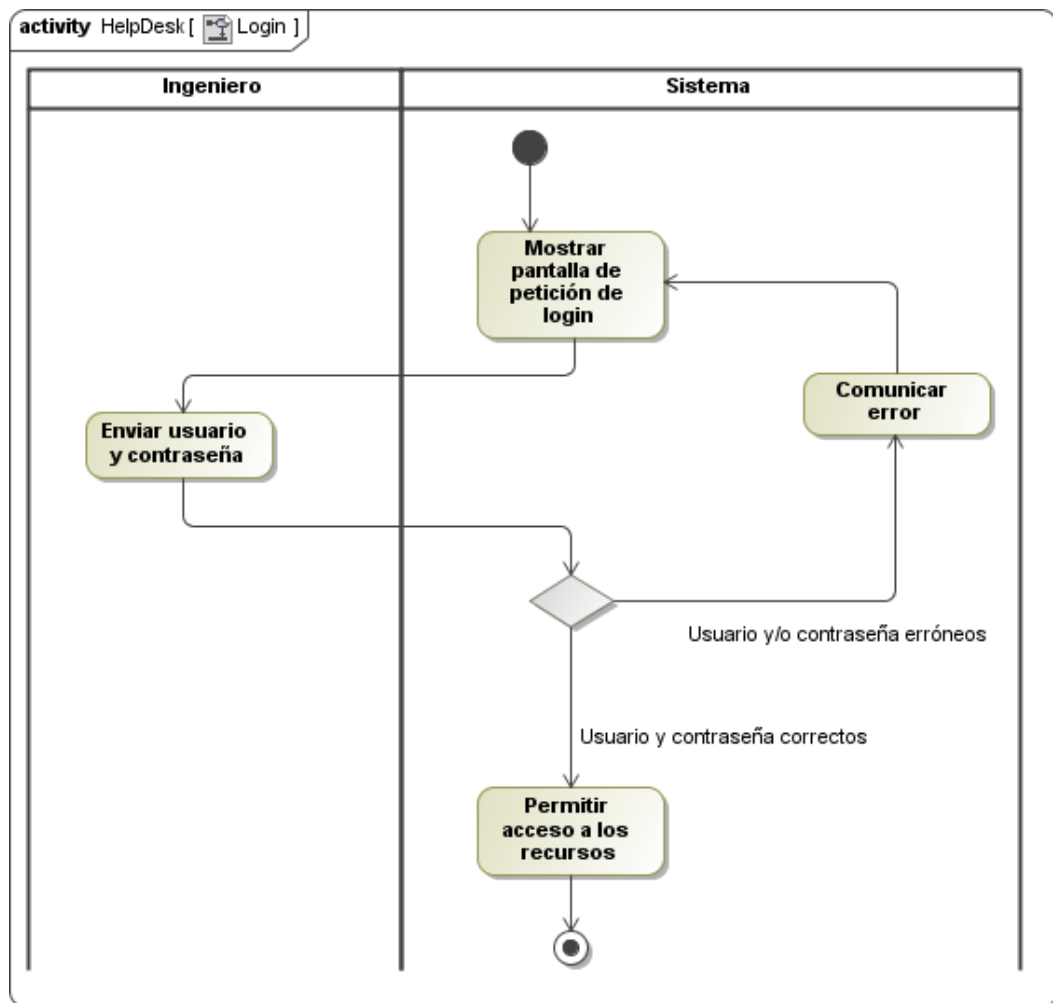 activity HelpDesk [ Login ]
Ingeniero
Sistema
Mostrar
pantalla de
petición de
login
Enviar usuario
y contraseña
Comunicar
error
Usuario y/o contraseña erróneos
Usuario y contraseña correctos
Permitir
acceso a los
recursos